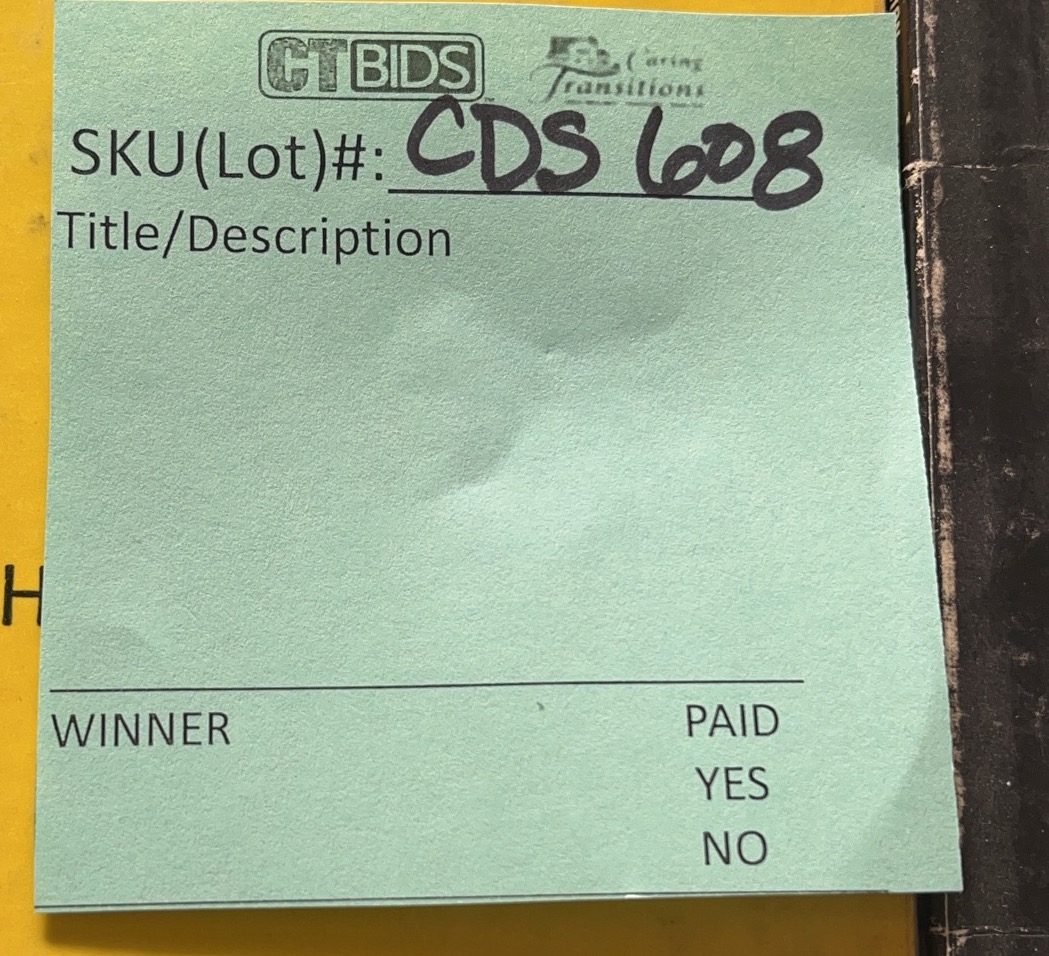 CTBIDS Caring Transitions
SKU(Lot)#: CDS 608
Title/Description
H
WINNER PAID
YES
NO